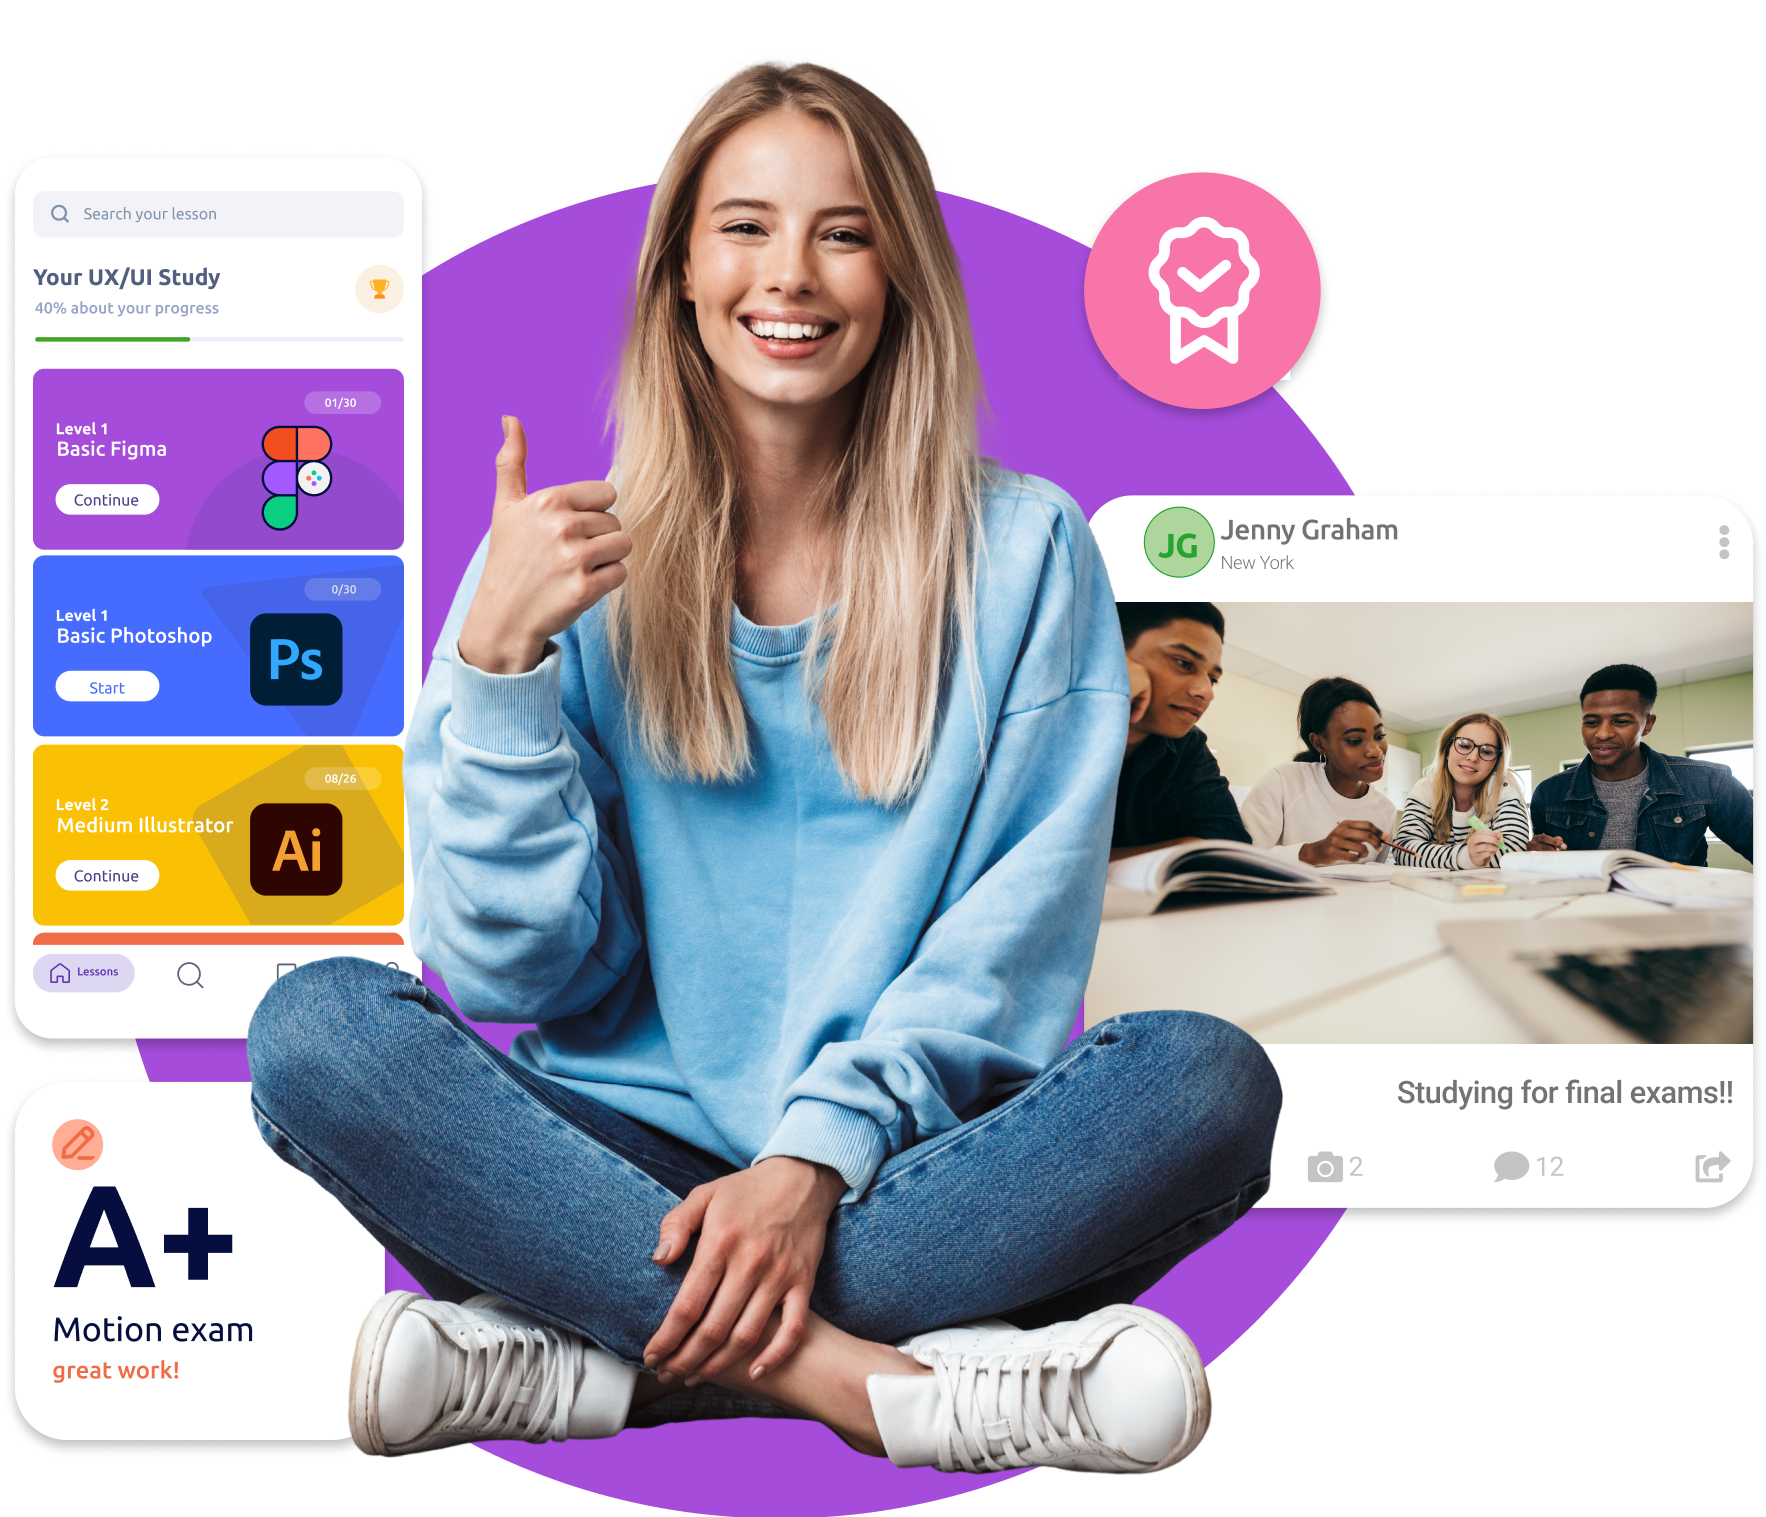 Search your lesson
Your UX/UI Study
40% about your progress
01/30
Level 1
Basic Figma
Continue
0/30
Level 1
Basic Photoshop
Ps
Start
08/26
Level 2
Medium Illustrator
Ai
Continue
Lessons
A+
Motion exam
great work!
JG
Jenny Graham
New York
Studying for final exams!!
2
12